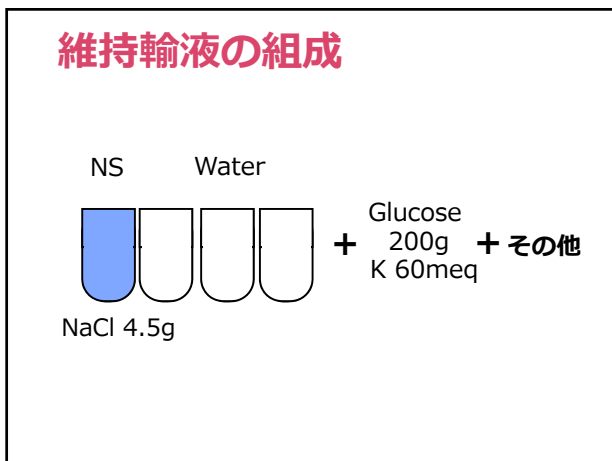 維持輸液の組成
NS
Water
Glucose
200g
K 60meq
+
+ その他
NaCl 4.5g